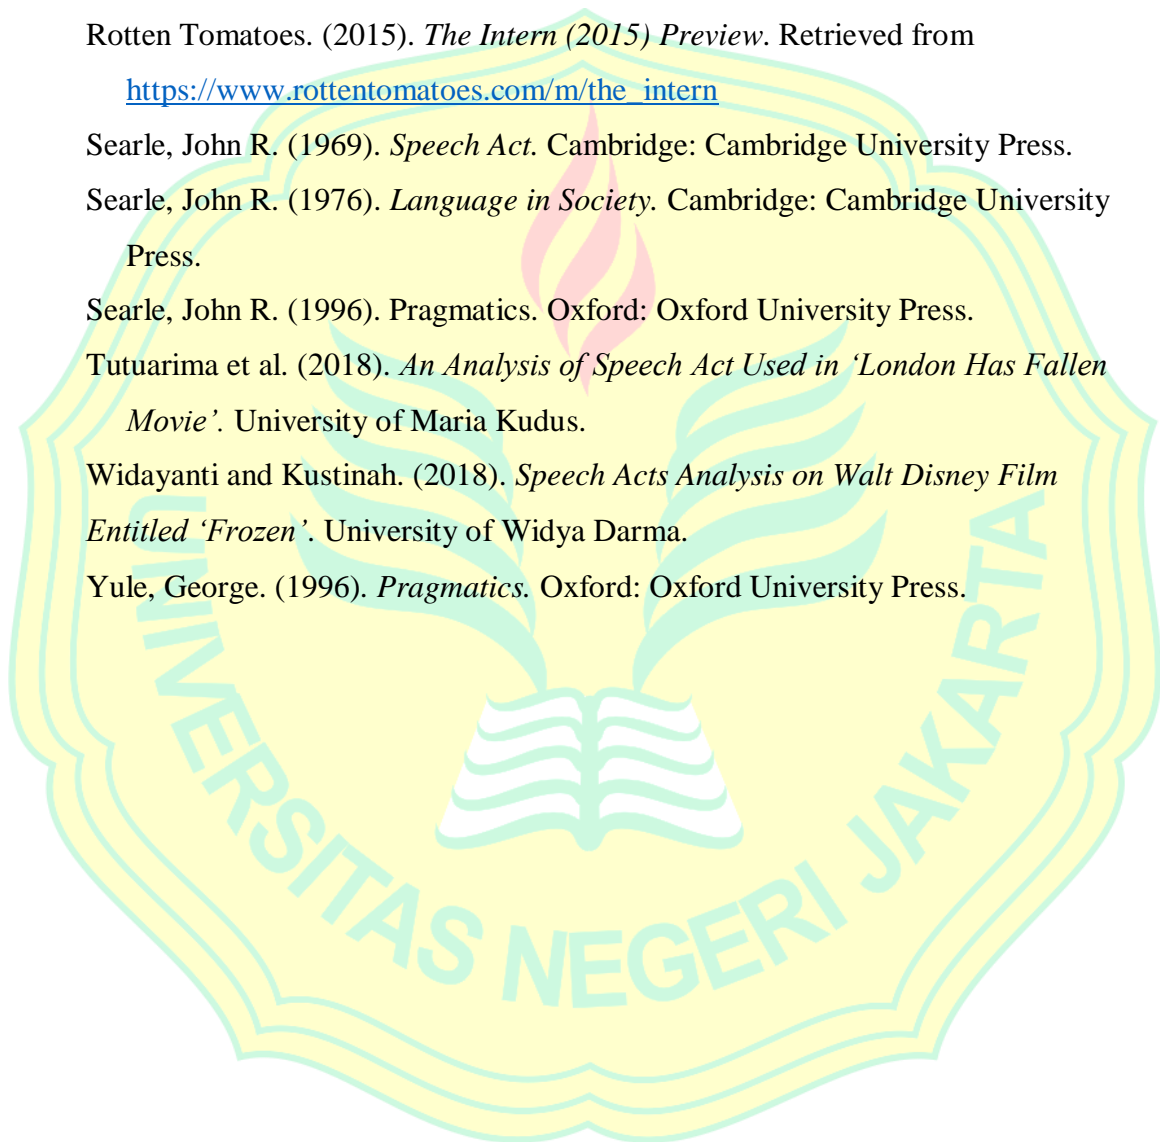 Rotten Tomatoes. (2015). The Intern (2015) Preview. Retrieved from
https://www.rottentomatoes.com/m/the_intern
Searle, John R. (1969). Speech Act. Cambridge: Cambridge University Press.
Searle, John R. (1976). Language in Society. Cambridge: Cambridge University
Press.
Searle, John R. (1996). Pragmatics. Oxford: Oxford University Press.
Tutuarima et al. (2018). An Analysis of Speech Act Used in ‘London Has Fallen
Movie’. University of Maria Kudus.
Widayanti and Kustinah. (2018). Speech Acts Analysis on Walt Disney Film
Entitled ‘Frozen’. University of Widya Darma.
Yule, George. (1996). Pragmatics. Oxford: Oxford University Press.
UNIVERSITAS NEGERI JAKARTA